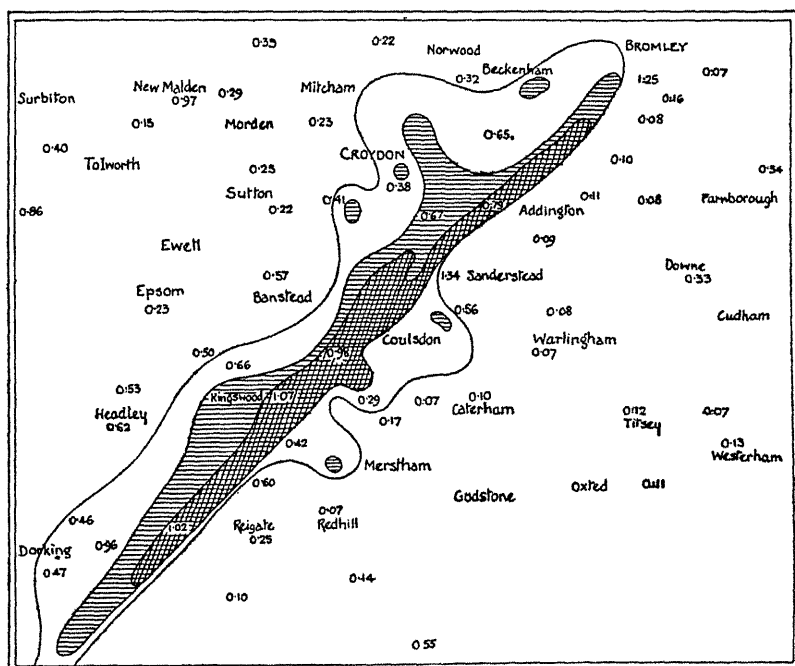 0·39 0·22
Norwood BROMLEY
0·32 Beckenham 1·25 0·07
Surbiton New Malden 0·29 Mitcham
0·97 0·16
0·15 Morden 0·23 0·65 0·08
0·40
Tolworth CROYDON 0·10
0·25 0·38 0·34
Sutton 0·41 0·11 0·08 Farnborough
0·86 0·22 0·67 0·79 Addington
Ewell 0·09
0·57 1·34 Sanderstead Downe
Epsom Banstead 0·33
0·23 0·56 0·08 Cudham
Coulsdon Warlingham
0·50 0·66 0·98 0·07
0·53 Kingswood 1·07 0·29 0·07 0·10
Headley 0·17 Caterham 0·12 0·07
0·62 Titsey
0·42 0·13
Merstham Westerham
0·60 Godstone Oxted 0·11
0·46 1·02 0·07
Dorking 0·96 Reigate Redhill
0·25
0·47 0·44
0·10
0·55